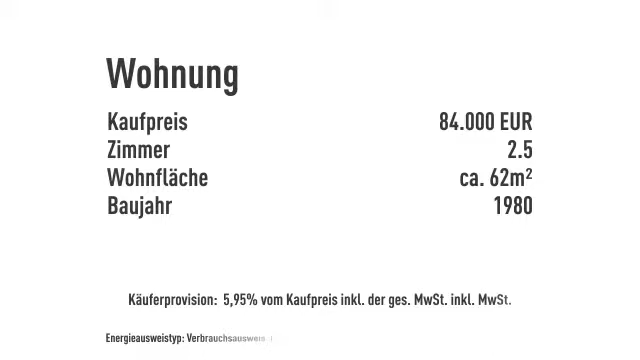 Wohnung
Kaufpreis 84.000 EUR
Zimmer 2.5
Wohnfläche ca. 62m²
Baujahr 1980
Käuferprovision: 5,95% vom Kaufpreis inkl. der ges. MwSt. inkl. MwSt.
Energieausweistyp: Verbrauchsausweis